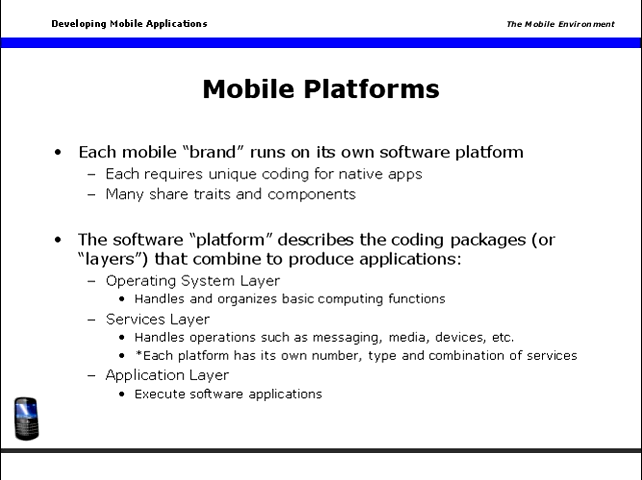 Developing Mobile Applications
The Mobile Environment
Mobile Platforms
• Each mobile “brand” runs on its own software platform
– Each requires unique coding for native apps
– Many share traits and components
• The software “platform” describes the coding packages (or
“layers”) that combine to produce applications:
– Operating System Layer
• Handles and organizes basic computing functions
– Services Layer
• Handles operations such as messaging, media, devices, etc.
• *Each platform has its own number, type and combination of services
– Application Layer
• Execute software applications